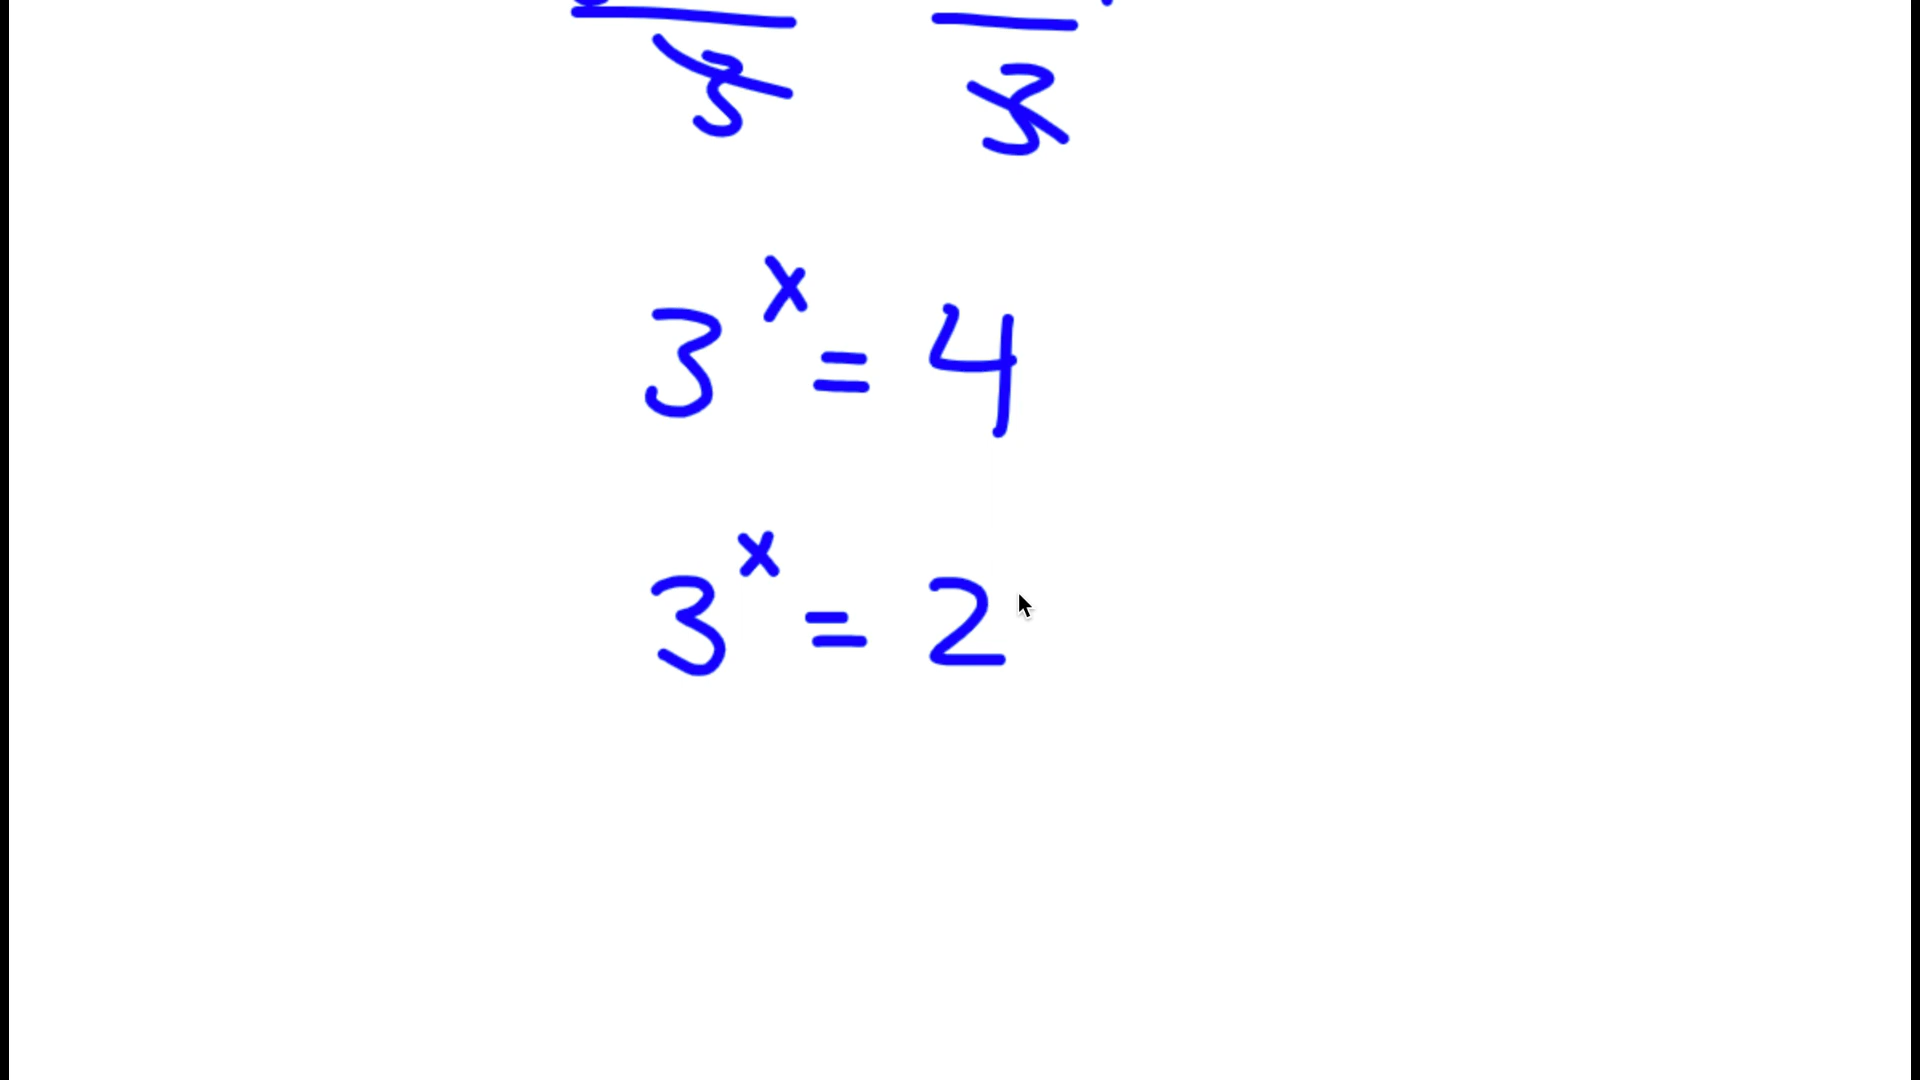 3 3
3^x = 4
3^x = 2